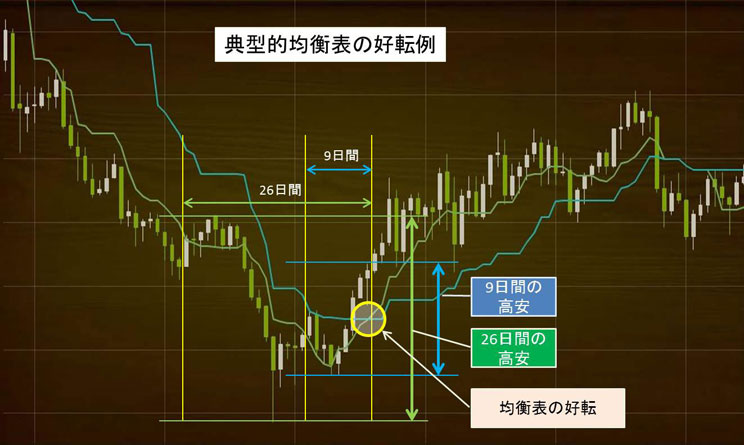 典型的均衡表の好転例
9日間
26日間
9日間の
高安
26日間の
高安
均衡表の好転